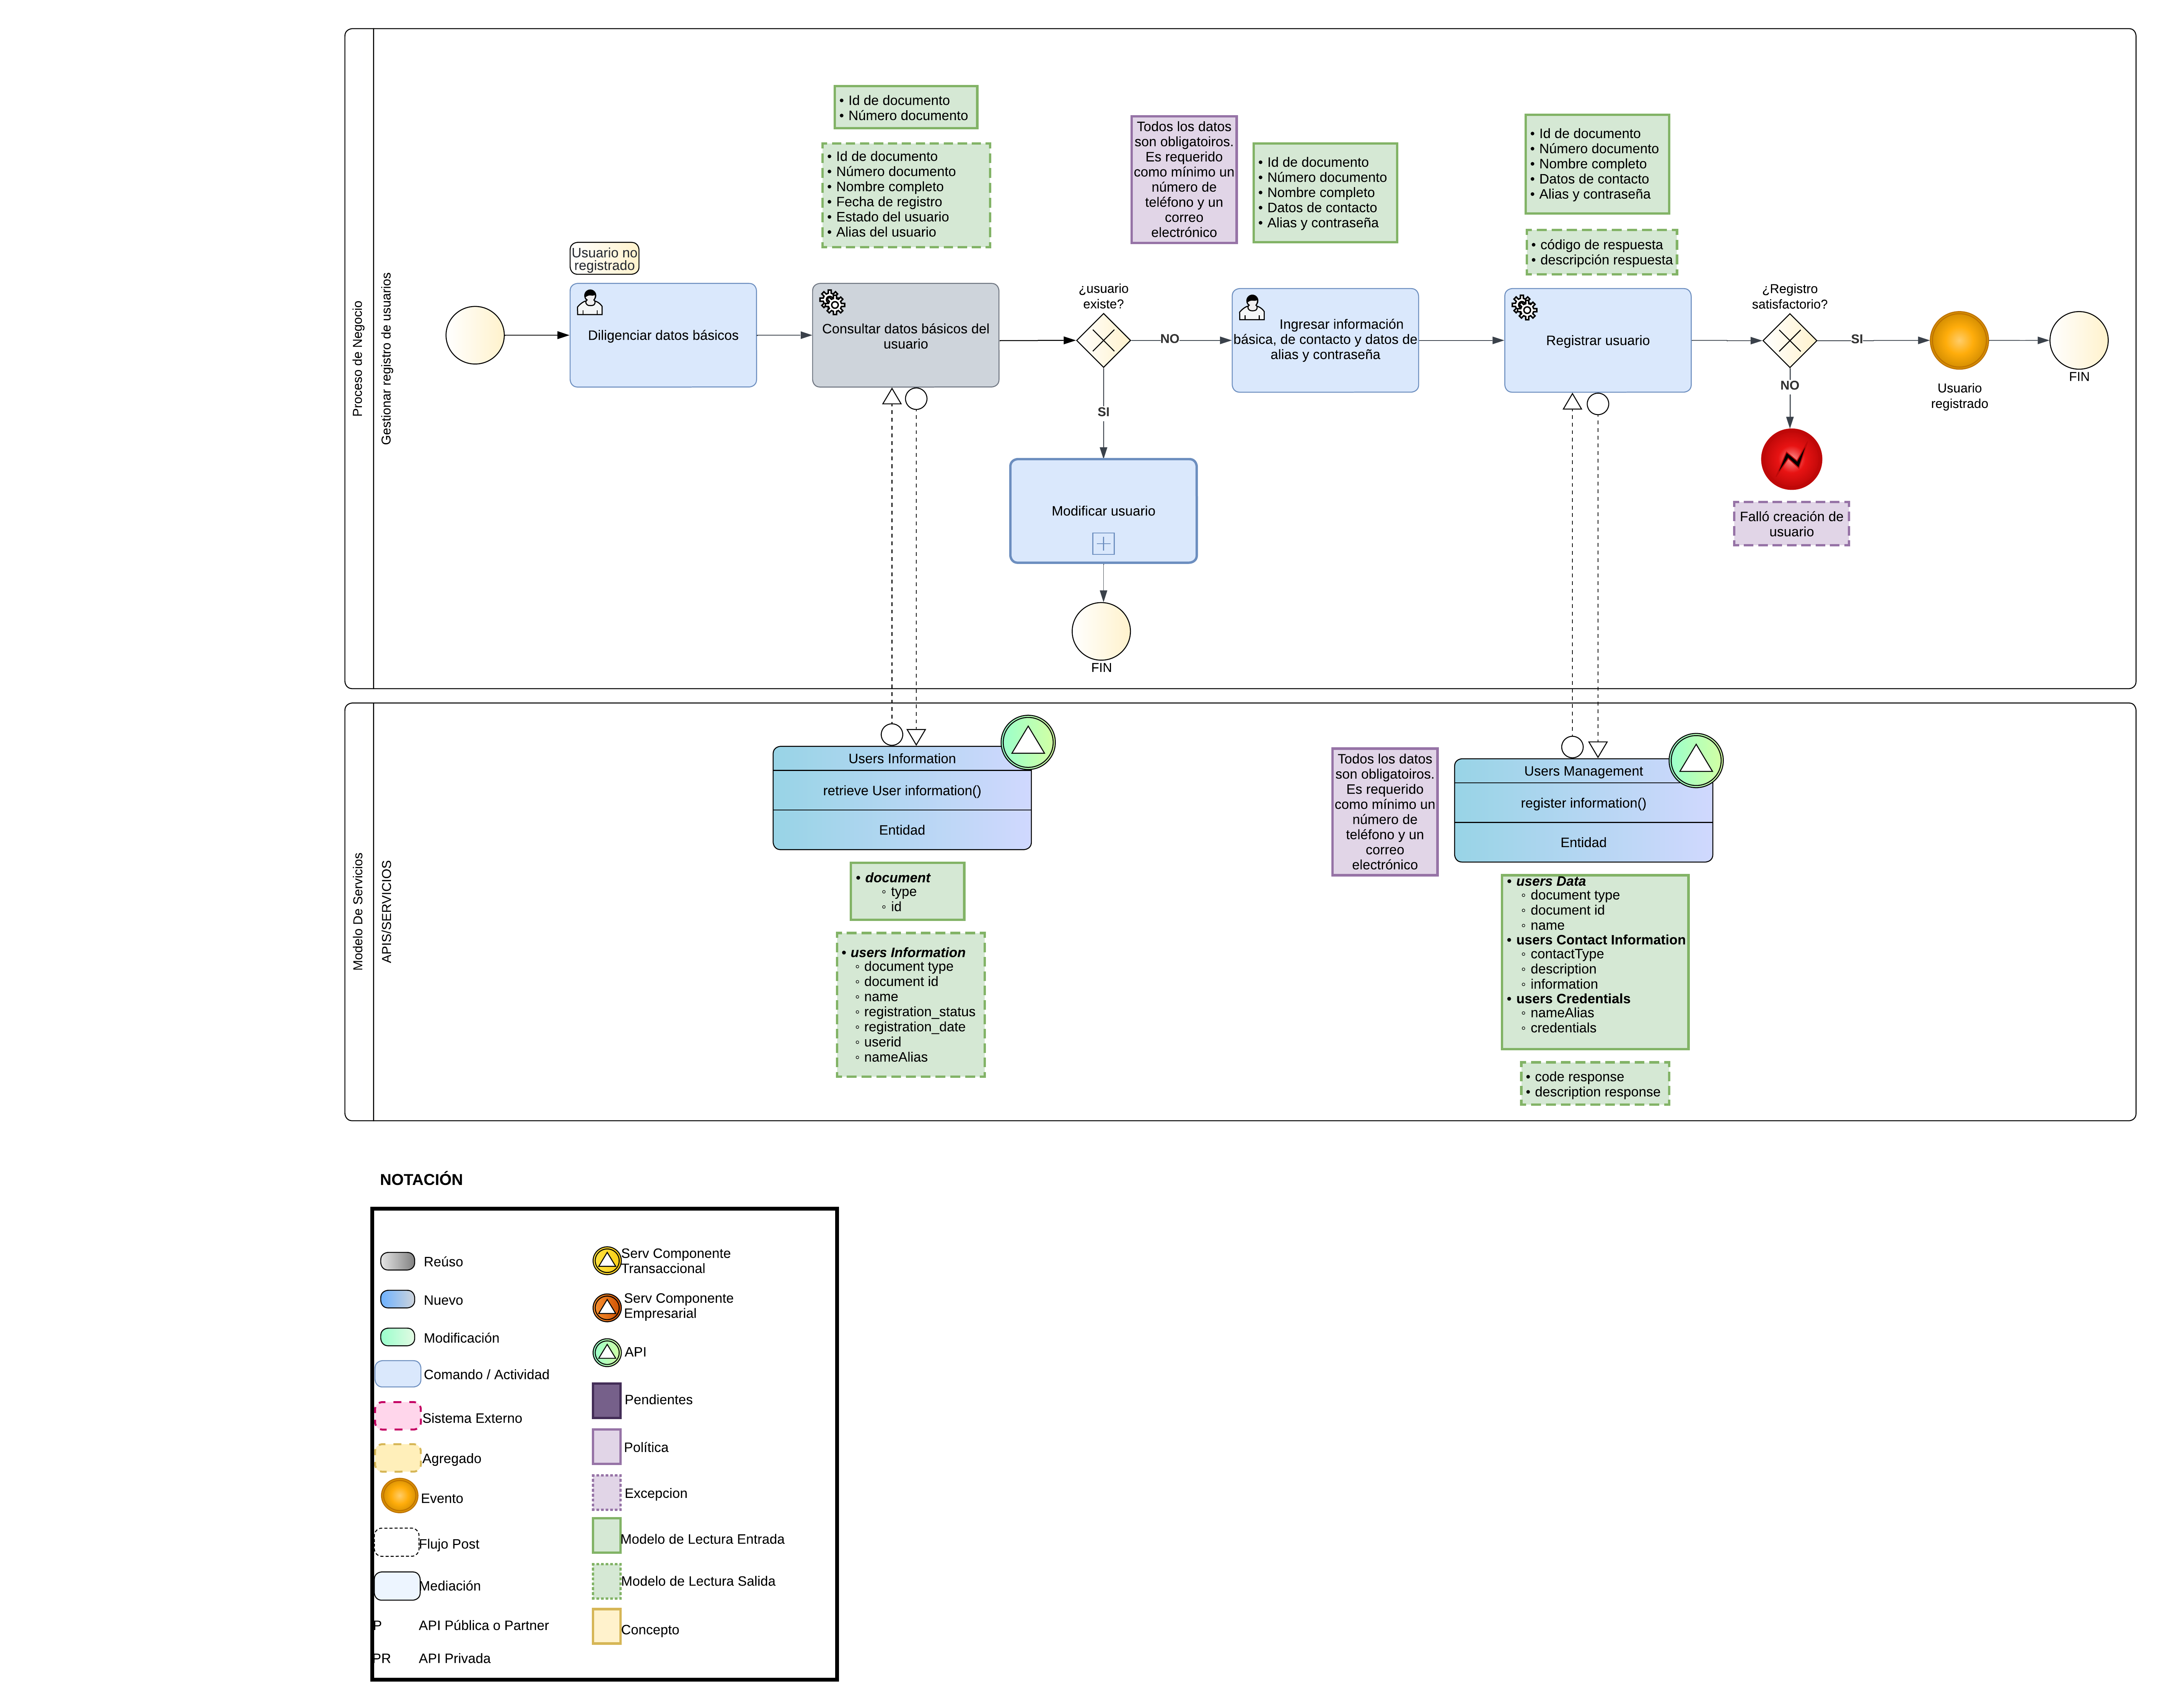 Proceso de Negocio
Gestionar registro de usuarios
Usuario no
registrado
Diligenciar datos básicos
• Id de documento
• Número documento
• Id de documento
• Número documento
• Nombre completo
• Fecha de registro
• Estado del usuario
• Alias del usuario
Consultar datos básicos del
usuario
¿usuario
existe?
NO
SI
Modificar usuario
FIN
Todos los datos
son obligatoiros.
Es requerido
como mínimo un
número de
teléfono y un
correo
electrónico
• Id de documento
• Número documento
• Nombre completo
• Datos de contacto
• Alias y contraseña
Ingresar información
básica, de contacto y datos de
alias y contraseña
• Id de documento
• Número documento
• Nombre completo
• Datos de contacto
• Alias y contraseña
• código de respuesta
• descripción respuesta
Registrar usuario
¿Registro
satisfactorio?
SI
NO
Falló creación de
usuario
Usuario
registrado
FIN
Modelo De Servicios
APIS/SERVICIOS
Users Information
retrieve User information()
Entidad
• document
◦ type
◦ id
• users Information
◦ document type
◦ document id
◦ name
◦ registration_status
◦ registration_date
◦ userid
◦ nameAlias
Todos los datos
son obligatoiros.
Es requerido
como mínimo un
número de
teléfono y un
correo
electrónico
Users Management
register information()
Entidad
• users Data
◦ document type
◦ document id
◦ name
• users Contact Information
◦ contactType
◦ description
◦ information
• users Credentials
◦ nameAlias
◦ credentials
• code response
• description response
NOTACIÓN
Reúso
Nuevo
Modificación
Comando / Actividad
Sistema Externo
Agregado
Evento
Flujo Post
Mediación
P API Pública o Partner
PR API Privada
Serv Componente
Transaccional
Serv Componente
Empresarial
API
Pendientes
Política
Excepcion
Modelo de Lectura Entrada
Modelo de Lectura Salida
Concepto